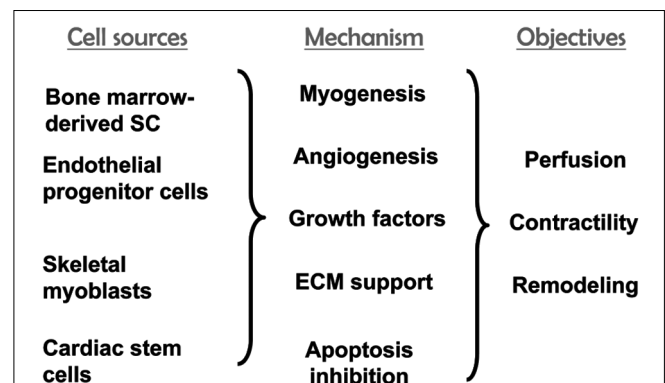 Cell sources
Mechanism
Objectives
Bone marrow-
derived SC
Endothelial
progenitor cells
Skeletal
myoblasts
Cardiac stem
cells
Myogenesis
Angiogenesis
Growth factors
ECM support
Apoptosis
inhibition
Perfusion
Contractility
Remodeling